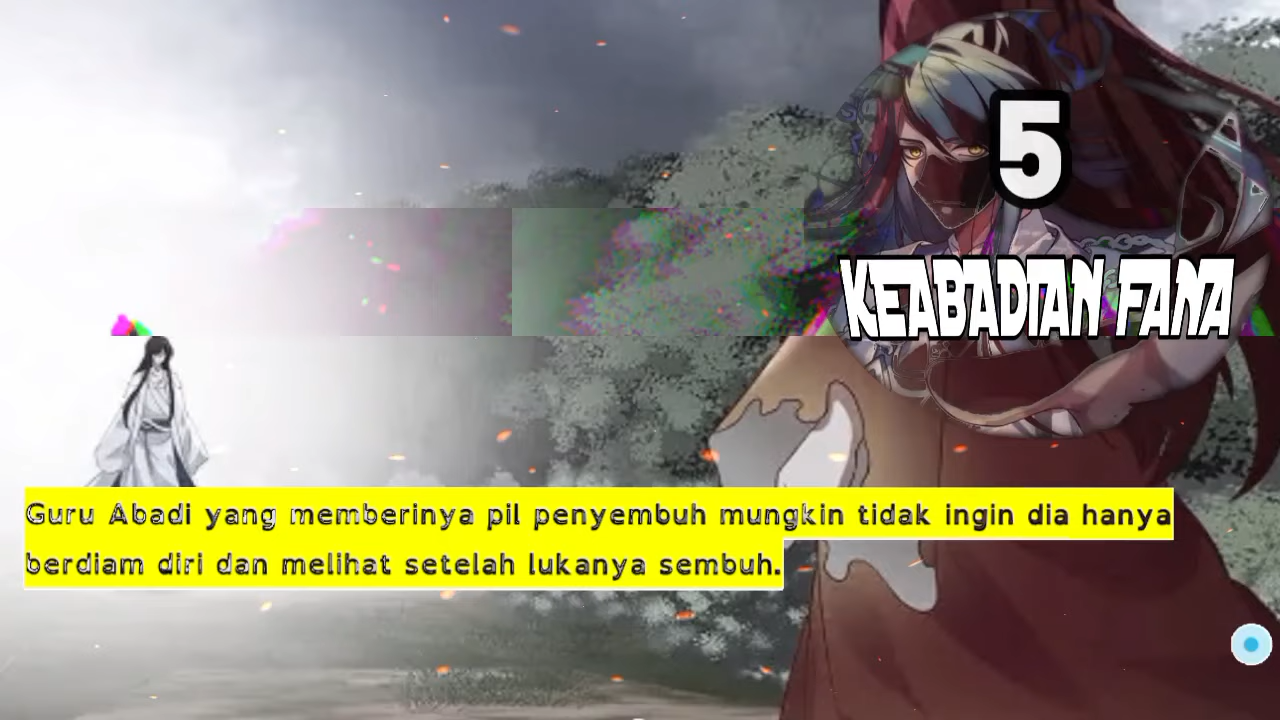 5
KEABADIAN FANA
Guru Abadi yang memberinya pil penyembuh mungkin tidak ingin dia hanya
berdiam diri dan melihat setelah lukanya sembuh.